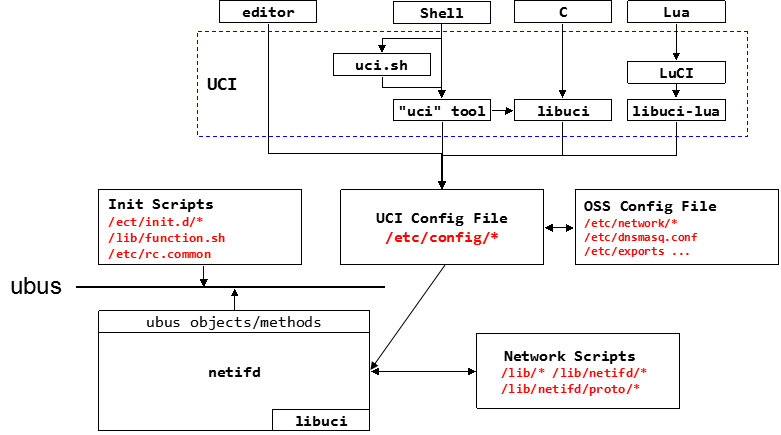 editor
Shell
C
Lua
UCI
uci.sh
LuCI
"uci" tool
libuci
libuci-lua
Init Scripts
/ect/init.d/*
/lib/function.sh
/etc/rc.common
UCI Config File
/etc/config/*
OSS Config File
/etc/network/*
/etc/dnsmasq.conf
/etc/exports ...
ubus
ubus objects/methods
netifd
libuci
Network Scripts
/lib/* /lib/netifd/*
/lib/netifd/proto/*